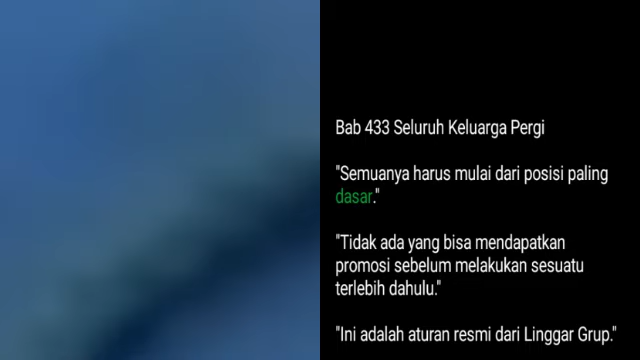 Bab 433 Seluruh Keluarga Pergi
"Semuanya harus mulai dari posisi paling
dasar."
"Tidak ada yang bisa mendapatkan
promosi sebelum melakukan sesuatu
terlebih dahulu."
"Ini adalah aturan resmi dari Linggar Grup."